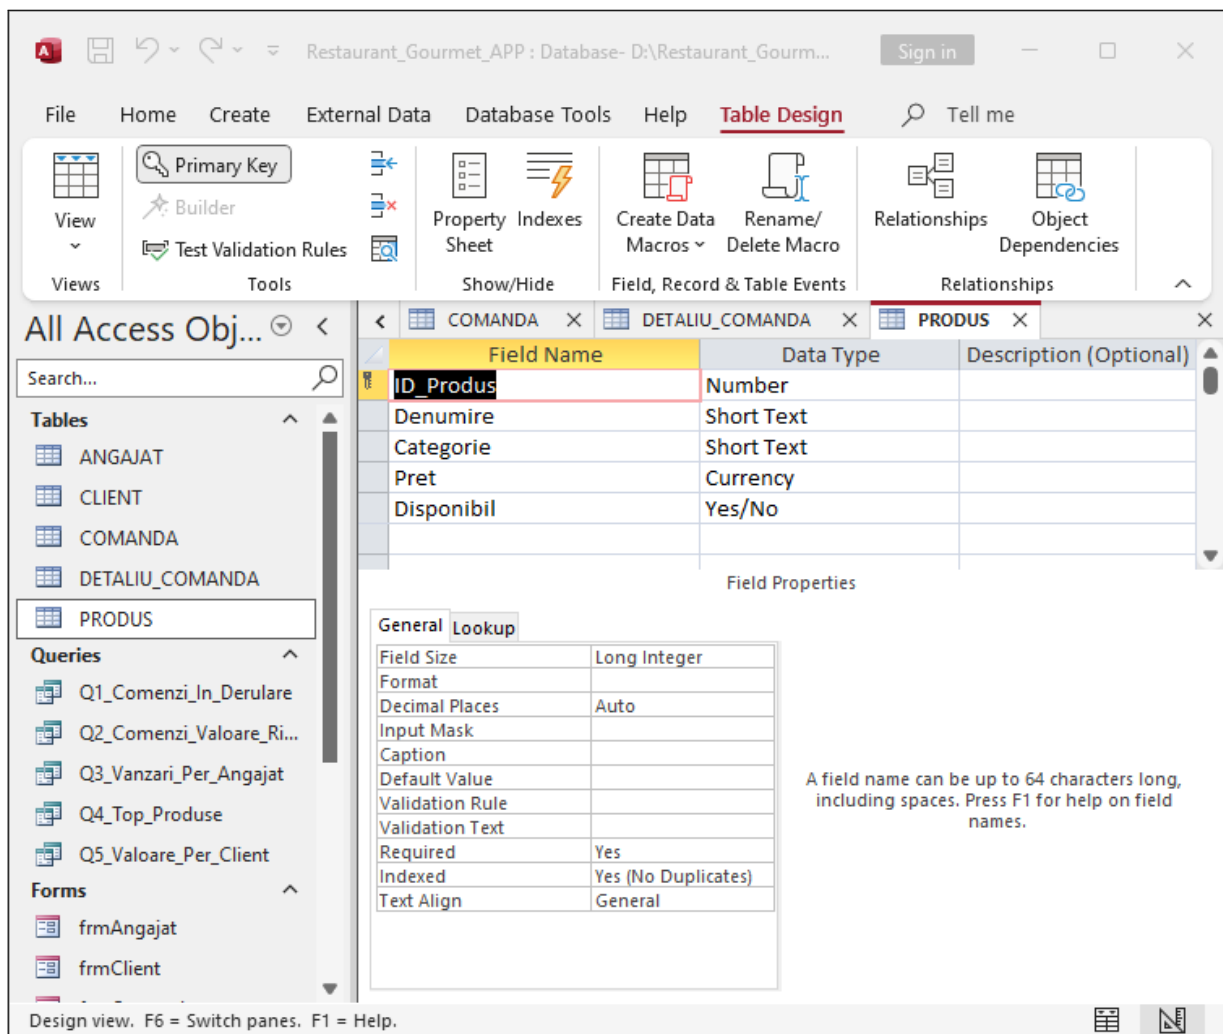 Restaurant_Gourmet_APP : Database- D:\Restaurant_Gourm... Sign in
File Home Create External Data Database Tools Help Table Design Tell me
View
Views
Primary Key
Builder
Test Validation Rules
Tools
Property Sheet
Indexes
Show/Hide
Create Data Macros
Rename/ Delete Macro
Field, Record & Table Events
Relationships
Object Dependencies
Relationships
All Access Obj...
Search...
Tables
ANGAJAT
CLIENT
COMANDA
DETALIU_COMANDA
PRODUS
Queries
Q1_Comenzi_In_Derulare
Q2_Comenzi_Valoare_Ri...
Q3_Vanzari_Per_Angajat
Q4_Top_Produse
Q5_Valoare_Per_Client
Forms
frmAngajat
frmClient
COMANDA DETALIU_COMANDA PRODUS
Field Name Data Type Description (Optional)
ID_Produs Number
Denumire Short Text
Categorie Short Text
Pret Currency
Disponibil Yes/No
Field Properties
General Lookup
Field Size Long Integer
Format
Decimal Places Auto
Input Mask
Caption
Default Value
Validation Rule
Validation Text
Required Yes
Indexed Yes (No Duplicates)
Text Align General
A field name can be up to 64 characters long,
including spaces. Press F1 for help on field
names.
Design view. F6 = Switch panes. F1 = Help.